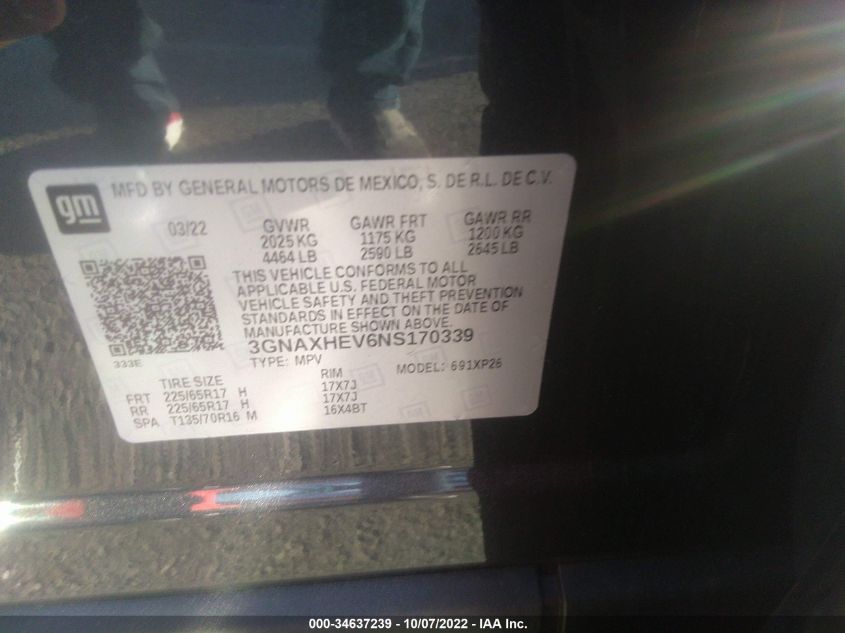 gm
MFD BY GENERAL MOTORS DE MEXICO, S. DE R.L. DE C.V.
03/22 GVWR GAWR FRT GAWR RR
2025 KG 1175 KG 1200 KG
4464 LB 2590 LB 2645 LB
THIS VEHICLE CONFORMS TO ALL
APPLICABLE U.S. FEDERAL MOTOR
VEHICLE SAFETY AND THEFT PREVENTION
STANDARDS IN EFFECT ON THE DATE OF
MANUFACTURE SHOWN ABOVE.
3GNAXHEV6NS170339
333E TYPE: MPV MODEL: 691XP26
TIRE SIZE RIM
FRT 225/65R17 H 17X7J
RR 225/65R17 H 17X7J
SPA T135/70R16 M 16X4BT
000-34637239 - 10/07/2022 - IAA Inc.